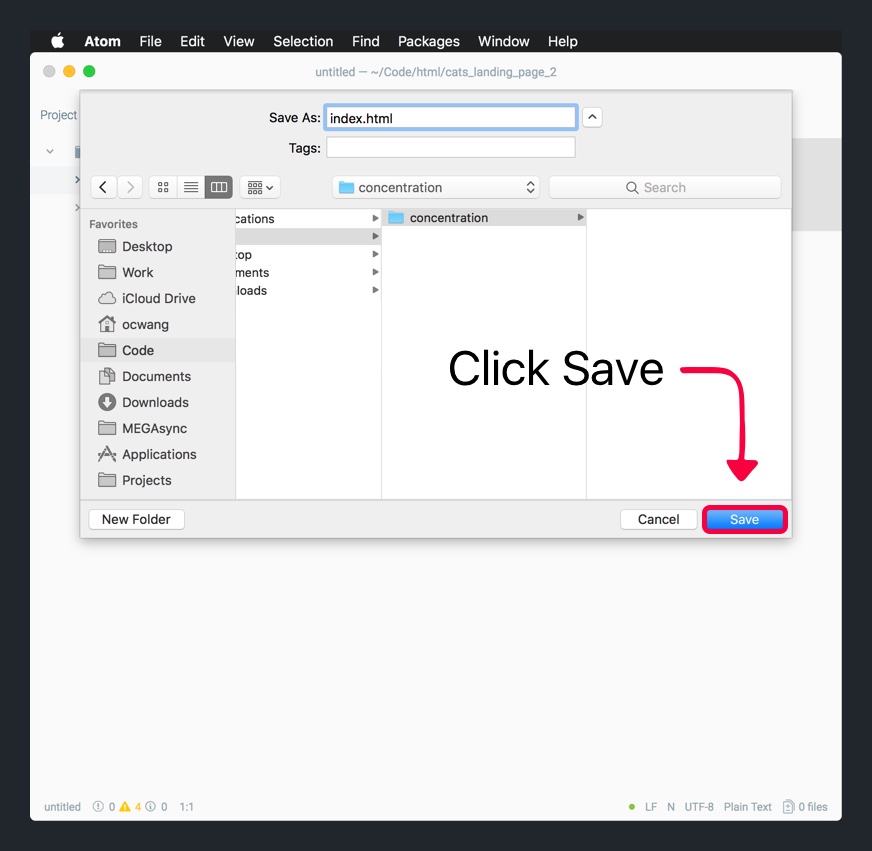 Atom File Edit View Selection Find Packages Window Help
untitled — ~/Code/html/cats_landing_page_2
Project
Save As: index.html
Tags:
concentration
Search
Favorites
Desktop
Work
iCloud Drive
ocwang
Code
Documents
Downloads
MEGAsync
Applications
Projects
cations
top
ments
loads
concentration
Click Save
New Folder
Cancel
Save
untitled 0 4 0 1:1
LF N UTF-8 Plain Text 0 files